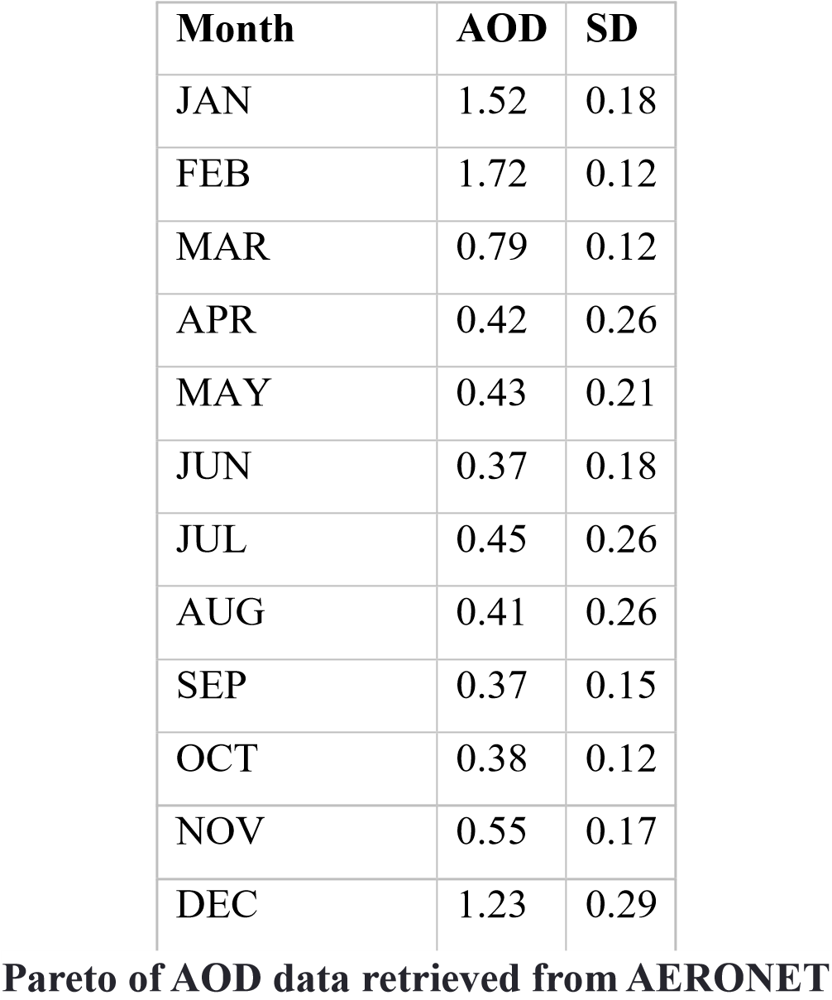 Month AOD SD
JAN 1.52 0.18
FEB 1.72 0.12
MAR 0.79 0.12
APR 0.42 0.26
MAY 0.43 0.21
JUN 0.37 0.18
JUL 0.45 0.26
AUG 0.41 0.26
SEP 0.37 0.15
OCT 0.38 0.12
NOV 0.55 0.17
DEC 1.23 0.29
Pareto of AOD data retrieved from AERONET